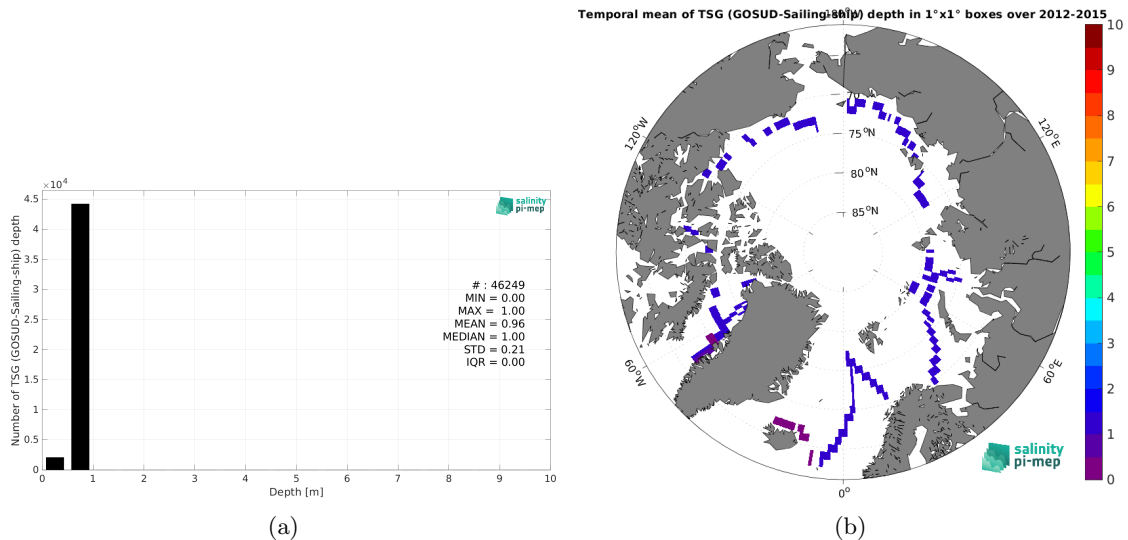 Temporal mean of TSG (GOSUD-Sailing-ship) depth in 1°x1° boxes over 2012-2015
×10⁴
Number of TSG (GOSUD-Sailing-ship) depth
4.5
4
3.5
3
2.5
2
1.5
1
0.5
0
salinity
pi-mep
# : 46249
MIN = 0.00
MAX = 1.00
MEAN = 0.96
MEDIAN = 1.00
STD = 0.21
IQR = 0.00
0 1 2 3 4 5 6 7 8 9 10
Depth [m]
(a)
120°W
120°E
75°N
80°N
85°N
60°W
60°E
0°
salinity
pi-mep
10
9
8
7
6
5
4
3
2
1
0
(b)